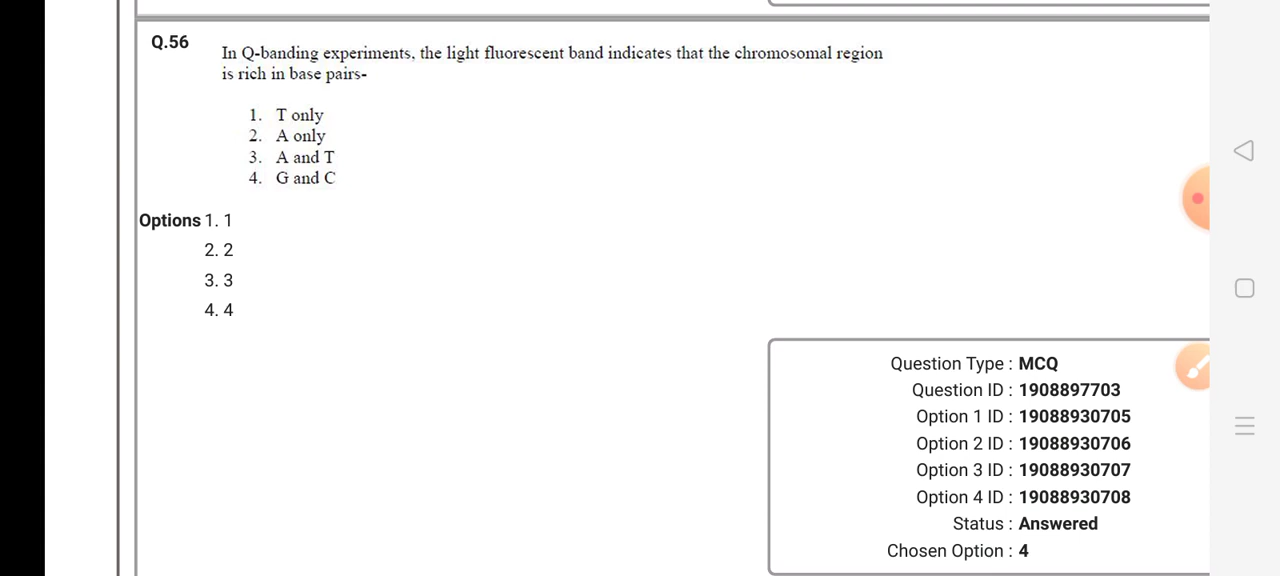 Q.56
In Q-banding experiments, the light fluorescent band indicates that the chromosomal region
is rich in base pairs-
1. T only
2. A only
3. A and T
4. G and C
Options 1. 1
2. 2
3. 3
4. 4
Question Type : MCQ
Question ID : 1908897703
Option 1 ID : 19088930705
Option 2 ID : 19088930706
Option 3 ID : 19088930707
Option 4 ID : 19088930708
Status : Answered
Chosen Option : 4